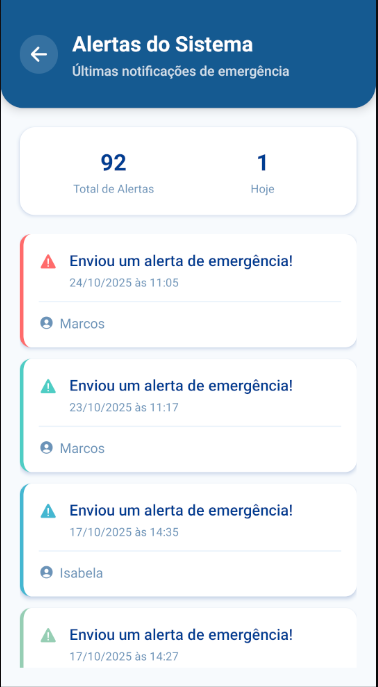 Alertas do Sistema
Últimas notificações de emergência
92
1
Total de Alertas
Hoje
Enviou um alerta de emergência!
24/10/2025 às 11:05
Marcos
Enviou um alerta de emergência!
23/10/2025 às 11:17
Marcos
Enviou um alerta de emergência!
17/10/2025 às 14:35
Isabela
Enviou um alerta de emergência!
17/10/2025 às 14:27